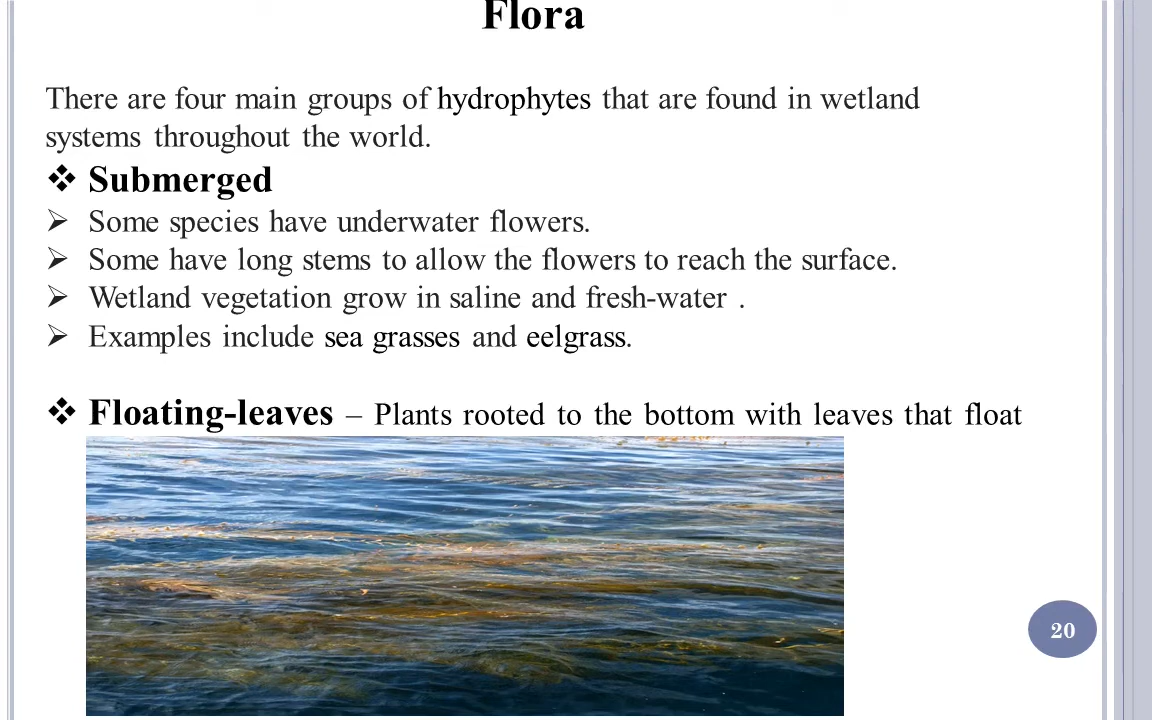 Flora
There are four main groups of hydrophytes that are found in wetland
systems throughout the world.
❖ Submerged
➢ Some species have underwater flowers.
➢ Some have long stems to allow the flowers to reach the surface.
➢ Wetland vegetation grow in saline and fresh-water .
➢ Examples include sea grasses and eelgrass.
❖ Floating-leaves – Plants rooted to the bottom with leaves that float
20